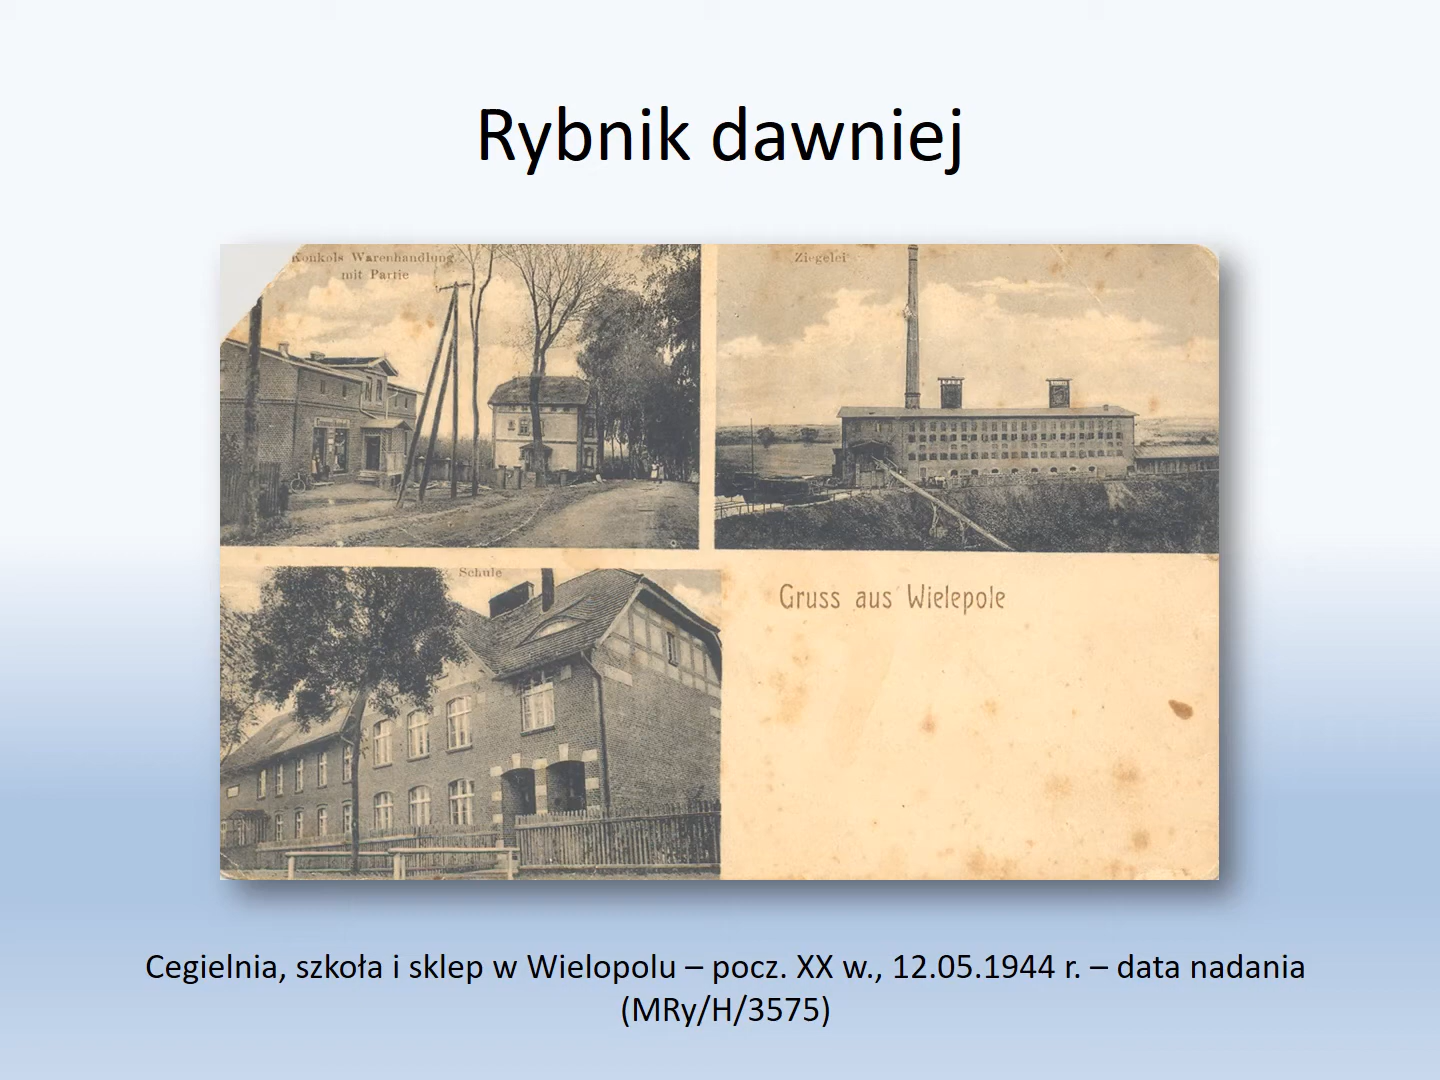 Rybnik dawniej
Konkols Warenhandlung
mit Partie
Ziegelei
Schule
Gruss aus Wielepole
Cegielnia, szkoła i sklep w Wielopolu – pocz. XX w., 12.05.1944 r. – data nadania
(MRy/H/3575)